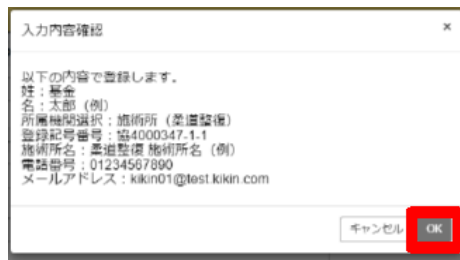 入力内容確認
×
以下の内容で登録します。
姓：基金
名：太郎（例）
所属機関選択：施術所（柔道整復）
登録記号番号：協4000347-1-1
施術所名：柔道整復 施術所名（例）
電話番号：01234567890
メールアドレス：kikin01@test.kikin.com
キャンセル
OK